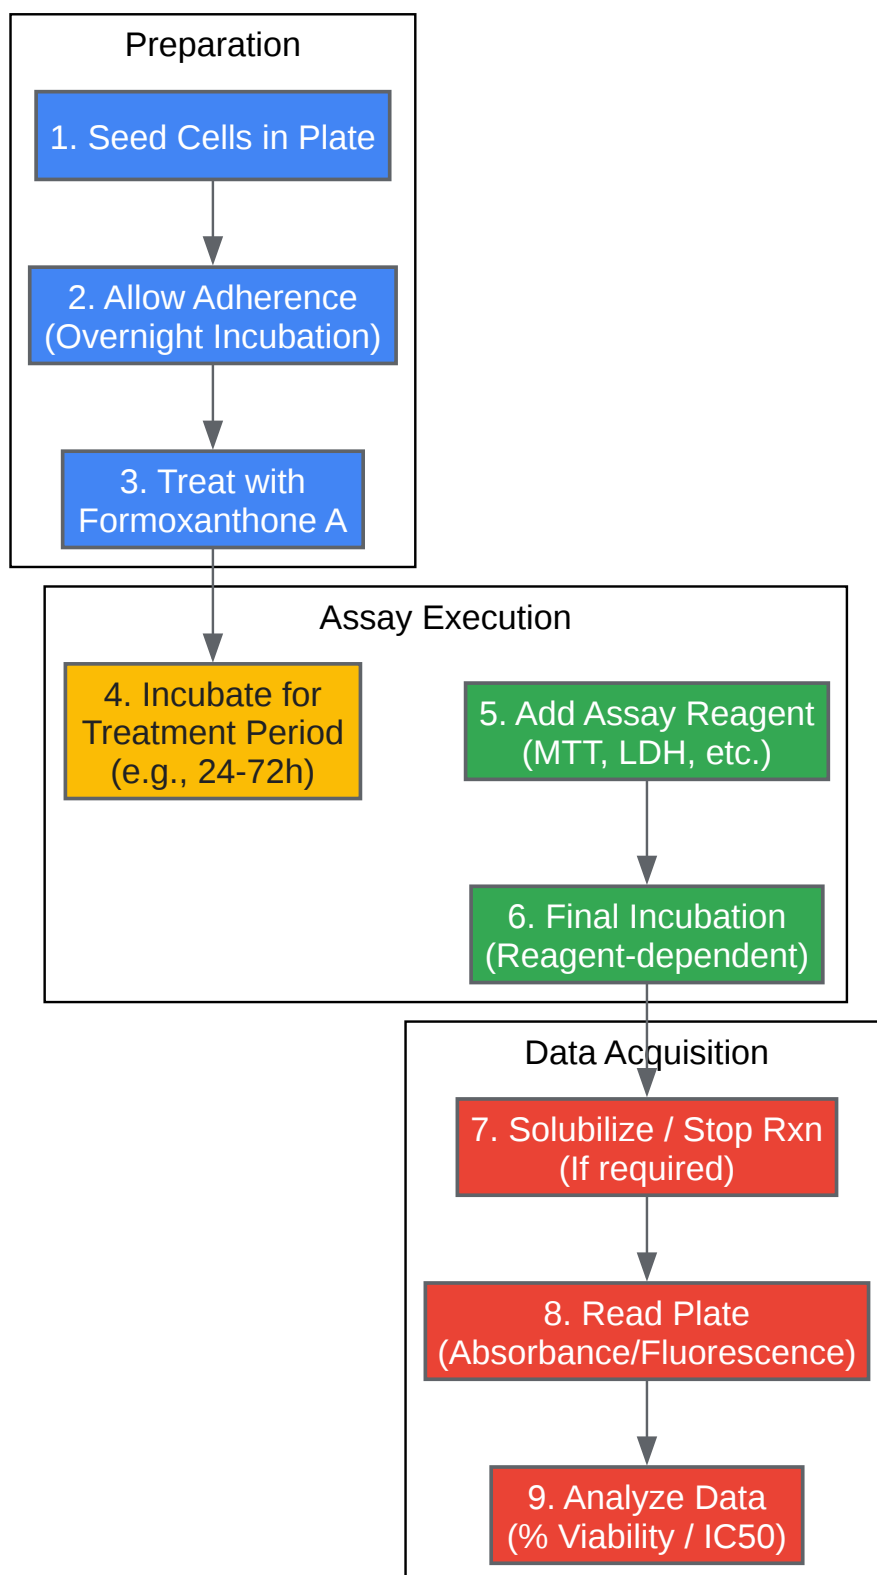 Preparation
1. Seed Cells in Plate
2. Allow Adherence
(Overnight Incubation)
3. Treat with
Formoxanthone A
Assay Execution
4. Incubate for
Treatment Period
(e.g., 24-72h)
5. Add Assay Reagent
(MTT, LDH, etc.)
6. Final Incubation
(Reagent-dependent)
Data Acquisition
7. Solubilize / Stop Rxn
(If required)
8. Read Plate
(Absorbance/Fluorescence)
9. Analyze Data
(% Viability / IC50)